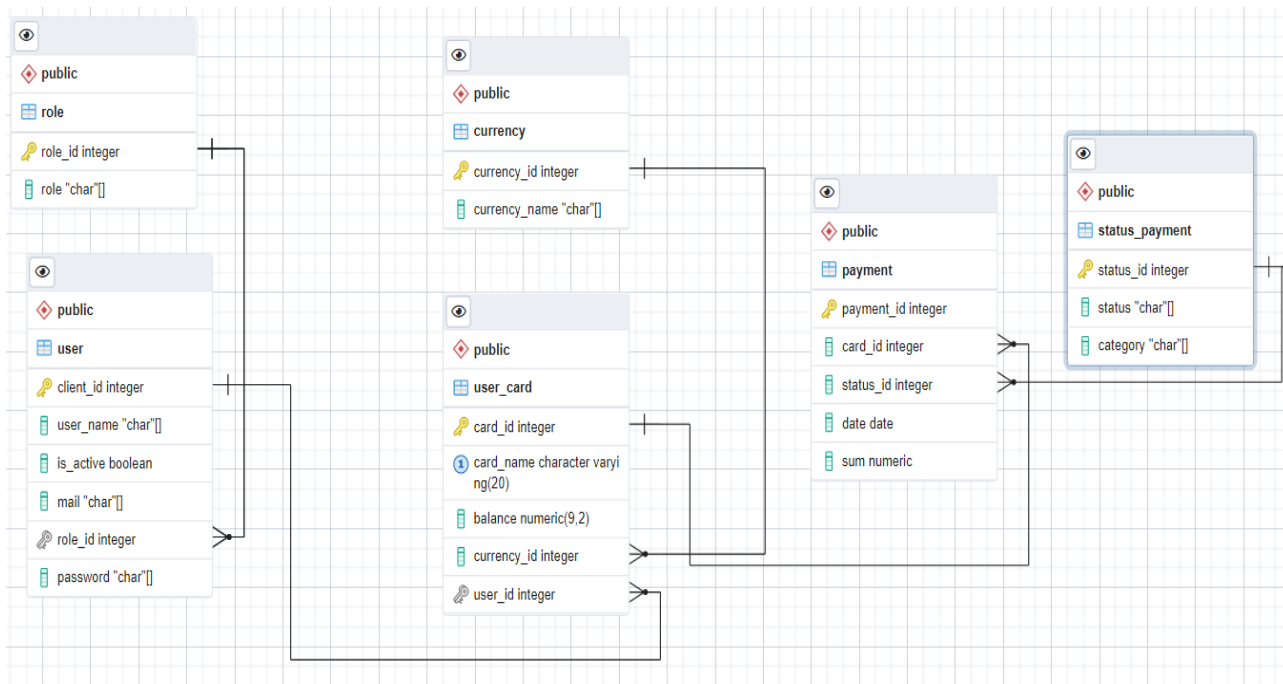 public
role
role_id integer
role "char"[]
public
user
client_id integer
user_name "char"[]
is_active boolean
mail "char"[]
role_id integer
password "char"[]
public
currency
currency_id integer
currency_name "char"[]
public
user_card
card_id integer
1 card_name character varyi
ng(20)
balance numeric(9,2)
currency_id integer
user_id integer
public
payment
payment_id integer
card_id integer
status_id integer
date date
sum numeric
public
status_payment
status_id integer
status "char"[]
category "char"[]